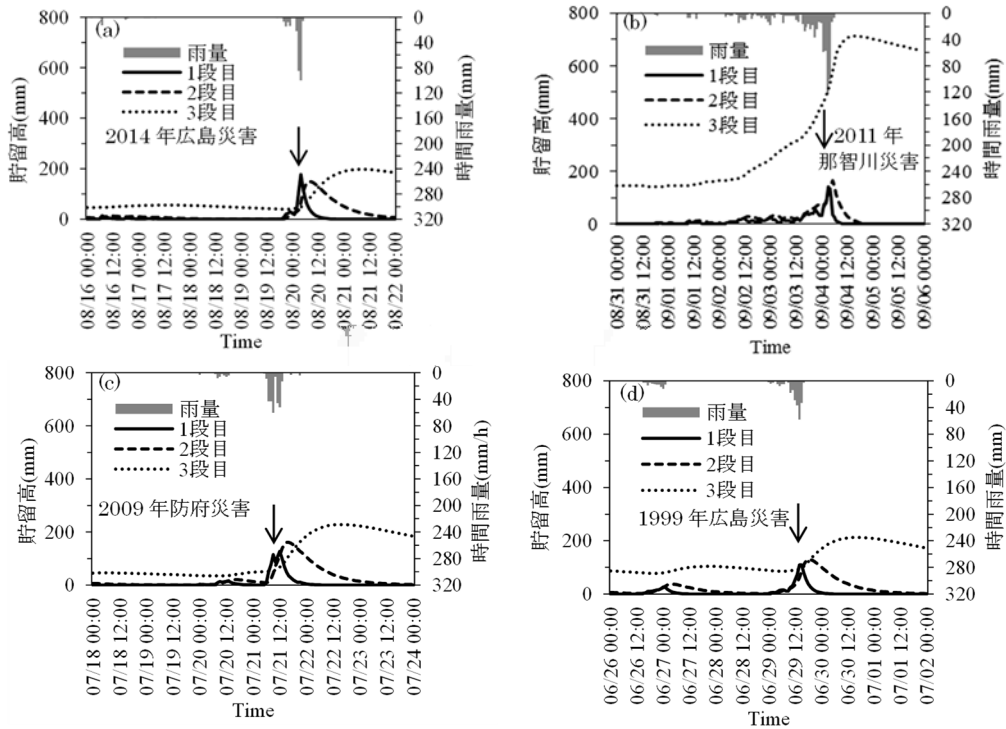 (a)
雨量
1段目
2段目
3段目
2014年広島災害
貯留高(mm)
800
600
400
200
0
0
40
80
120
160
200
240
280
320
時間雨量(mm)
08/16 00:00
08/16 12:00
08/17 00:00
08/17 12:00
08/18 00:00
08/18 12:00
08/19 00:00
08/19 12:00
08/20 00:00
08/20 12:00
08/21 00:00
08/21 12:00
08/22 00:00
Time
(b)
雨量
1段目
2段目
3段目
2011年
那智川災害
貯留高(mm)
800
600
400
200
0
0
40
80
120
160
200
240
280
320
時間雨量(mm)
08/31 00:00
08/31 12:00
09/01 00:00
09/01 12:00
09/02 00:00
09/02 12:00
09/03 00:00
09/03 12:00
09/04 00:00
09/04 12:00
09/05 00:00
09/05 12:00
09/06 00:00
Time
(c)
雨量
1段目
2段目
3段目
2009年防府災害
貯留高(mm)
800
600
400
200
0
0
40
80
120
160
200
240
280
320
時間雨量(mm/h)
07/18 00:00
07/18 12:00
07/19 00:00
07/19 12:00
07/20 00:00
07/20 12:00
07/21 00:00
07/21 12:00
07/22 00:00
07/22 12:00
07/23 00:00
07/23 12:00
07/24 00:00
Time
(d)
雨量
1段目
2段目
3段目
1999年広島災害
貯留高(mm)
800
600
400
200
0
0
40
80
120
160
200
240
280
320
時間雨量(mm)
06/26 00:00
06/26 12:00
06/27 00:00
06/27 12:00
06/28 00:00
06/28 12:00
06/29 00:00
06/29 12:00
06/30 00:00
06/30 12:00
07/01 00:00
07/01 12:00
07/02 00:00
Time